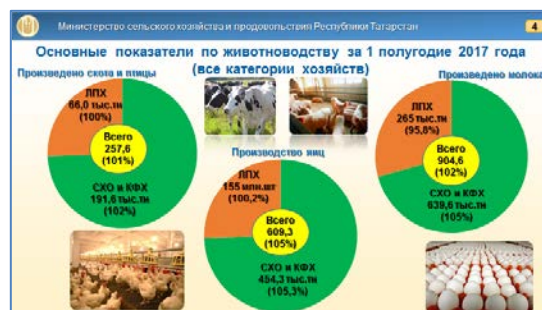 Министерство сельского хозяйства и продовольствия Республики Татарстан
4
Основные показатели по животноводству за 1 полугодие 2017 года
(все категории хозяйств)
Произведено скота и птицы
ЛПХ
66,0 тыс.тн
(100%)
Всего
257,6
(101%)
СХО и КФХ
191,6 тыс.тн
(102%)
Производство яиц
ЛПХ
155 млн.шт
(100,2%)
Всего
609,3
(105%)
СХО и КФХ
454,3 тыс.тн
(105,3%)
Произведено молока
ЛПХ
265 тыс.тн
(95,8%)
Всего
904,6
(102%)
СХО и КФХ
639,6 тыс.тн
(105%)